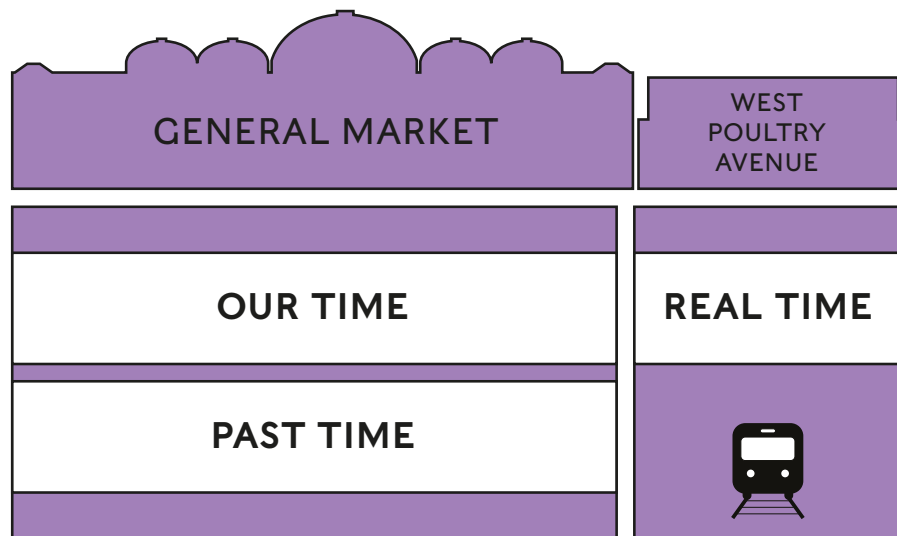 GENERAL MARKET
WEST
POULTRY
AVENUE
OUR TIME
REAL TIME
PAST TIME